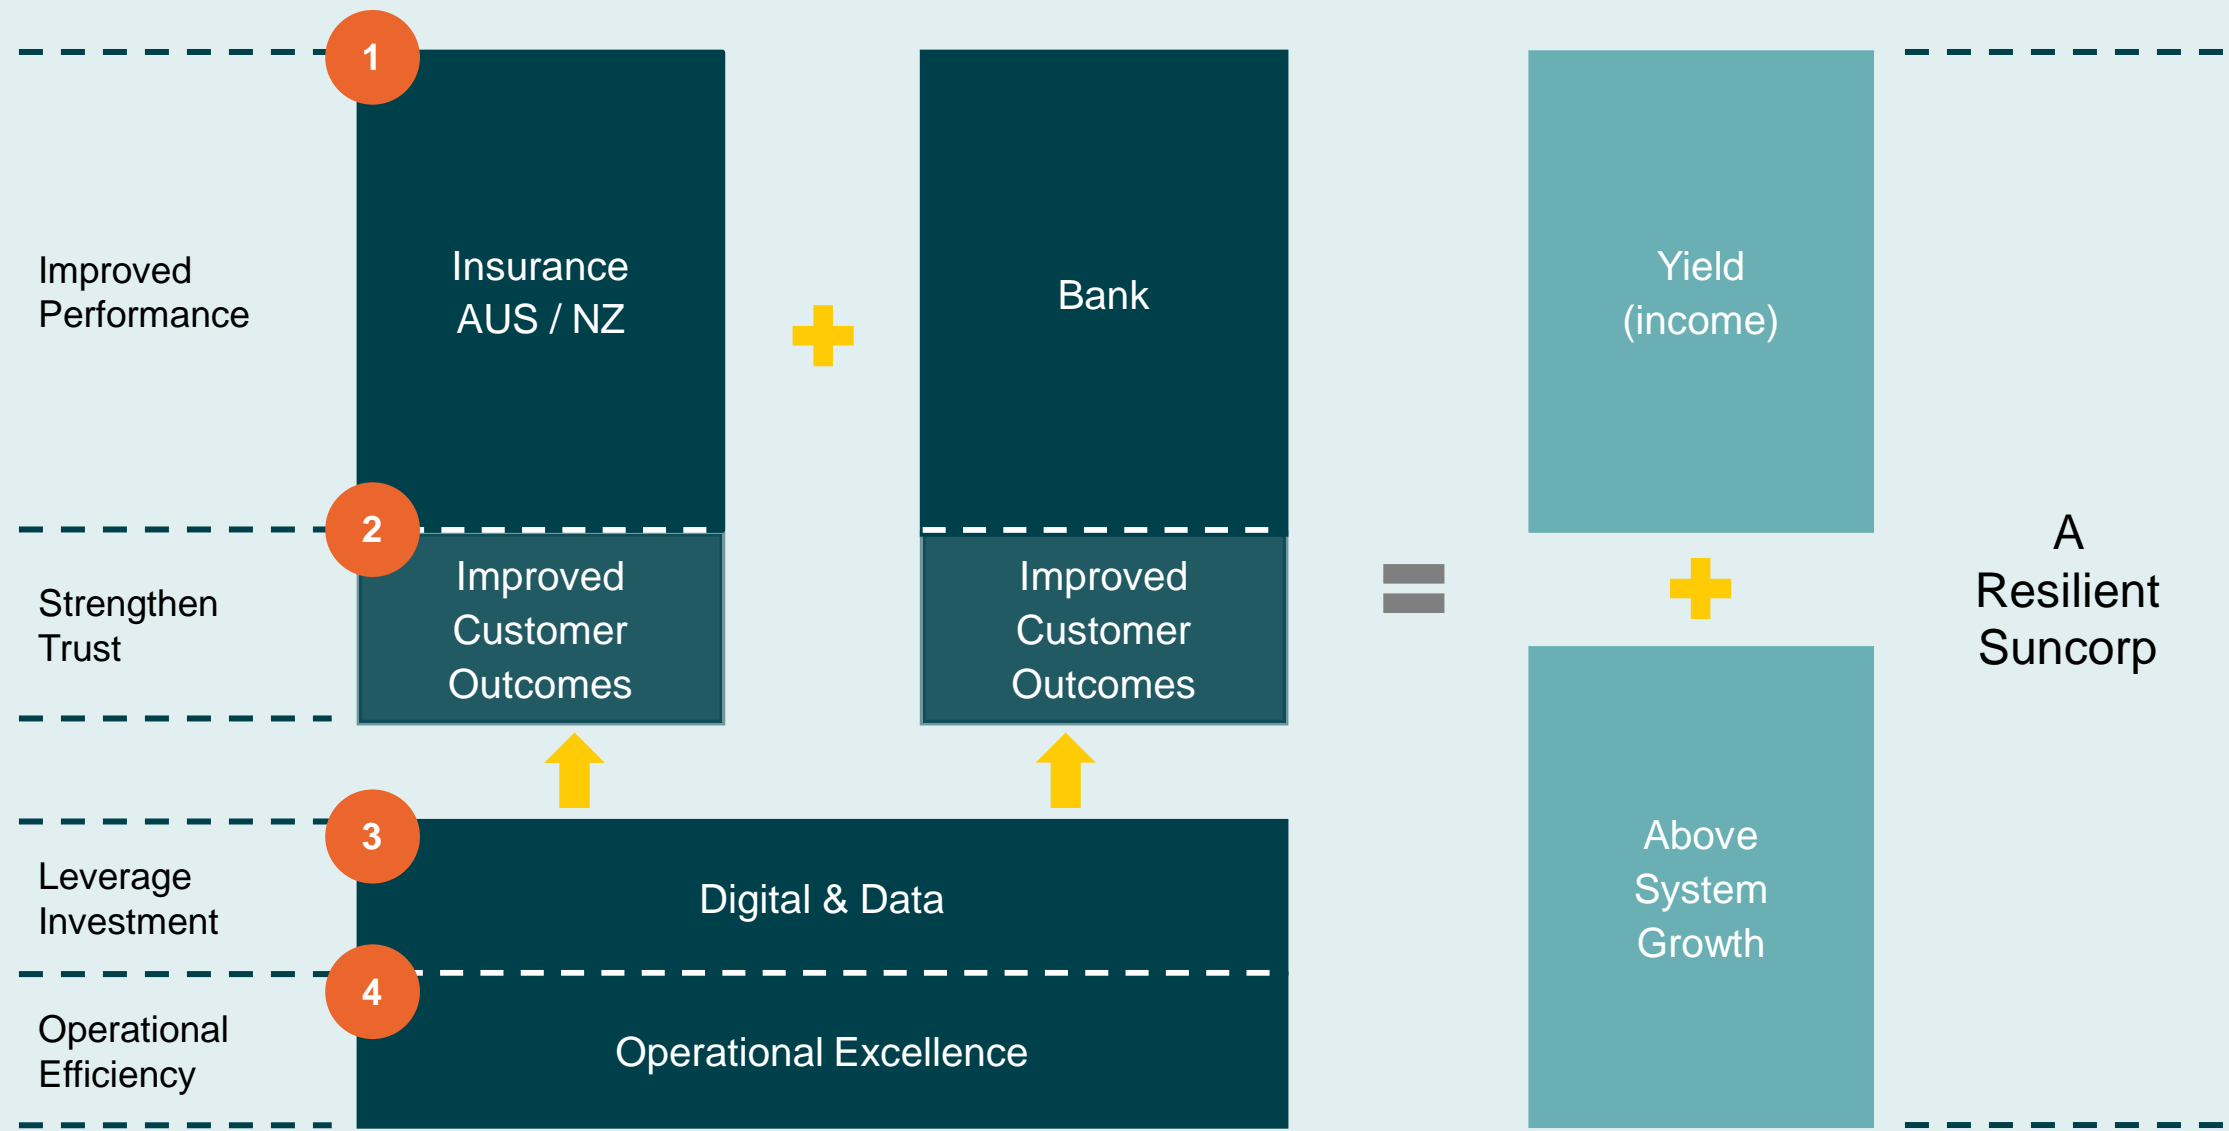 1
Improved
Performance
Insurance
AUS / NZ
Bank
Yield
(income)
2
Strengthen
Trust
Improved
Customer
Outcomes
Improved
Customer
Outcomes
A
Resilient
Suncorp
3
Leverage
Investment
Digital & Data
Above
System
Growth
4
Operational
Efficiency
Operational Excellence